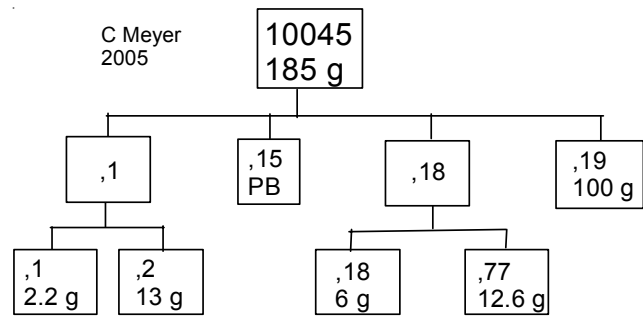 C Meyer
2005
10045
185 g
,1
,15
PB
,18
,19
100 g
,1
2.2 g
,2
13 g
,18
6 g
,77
12.6 g